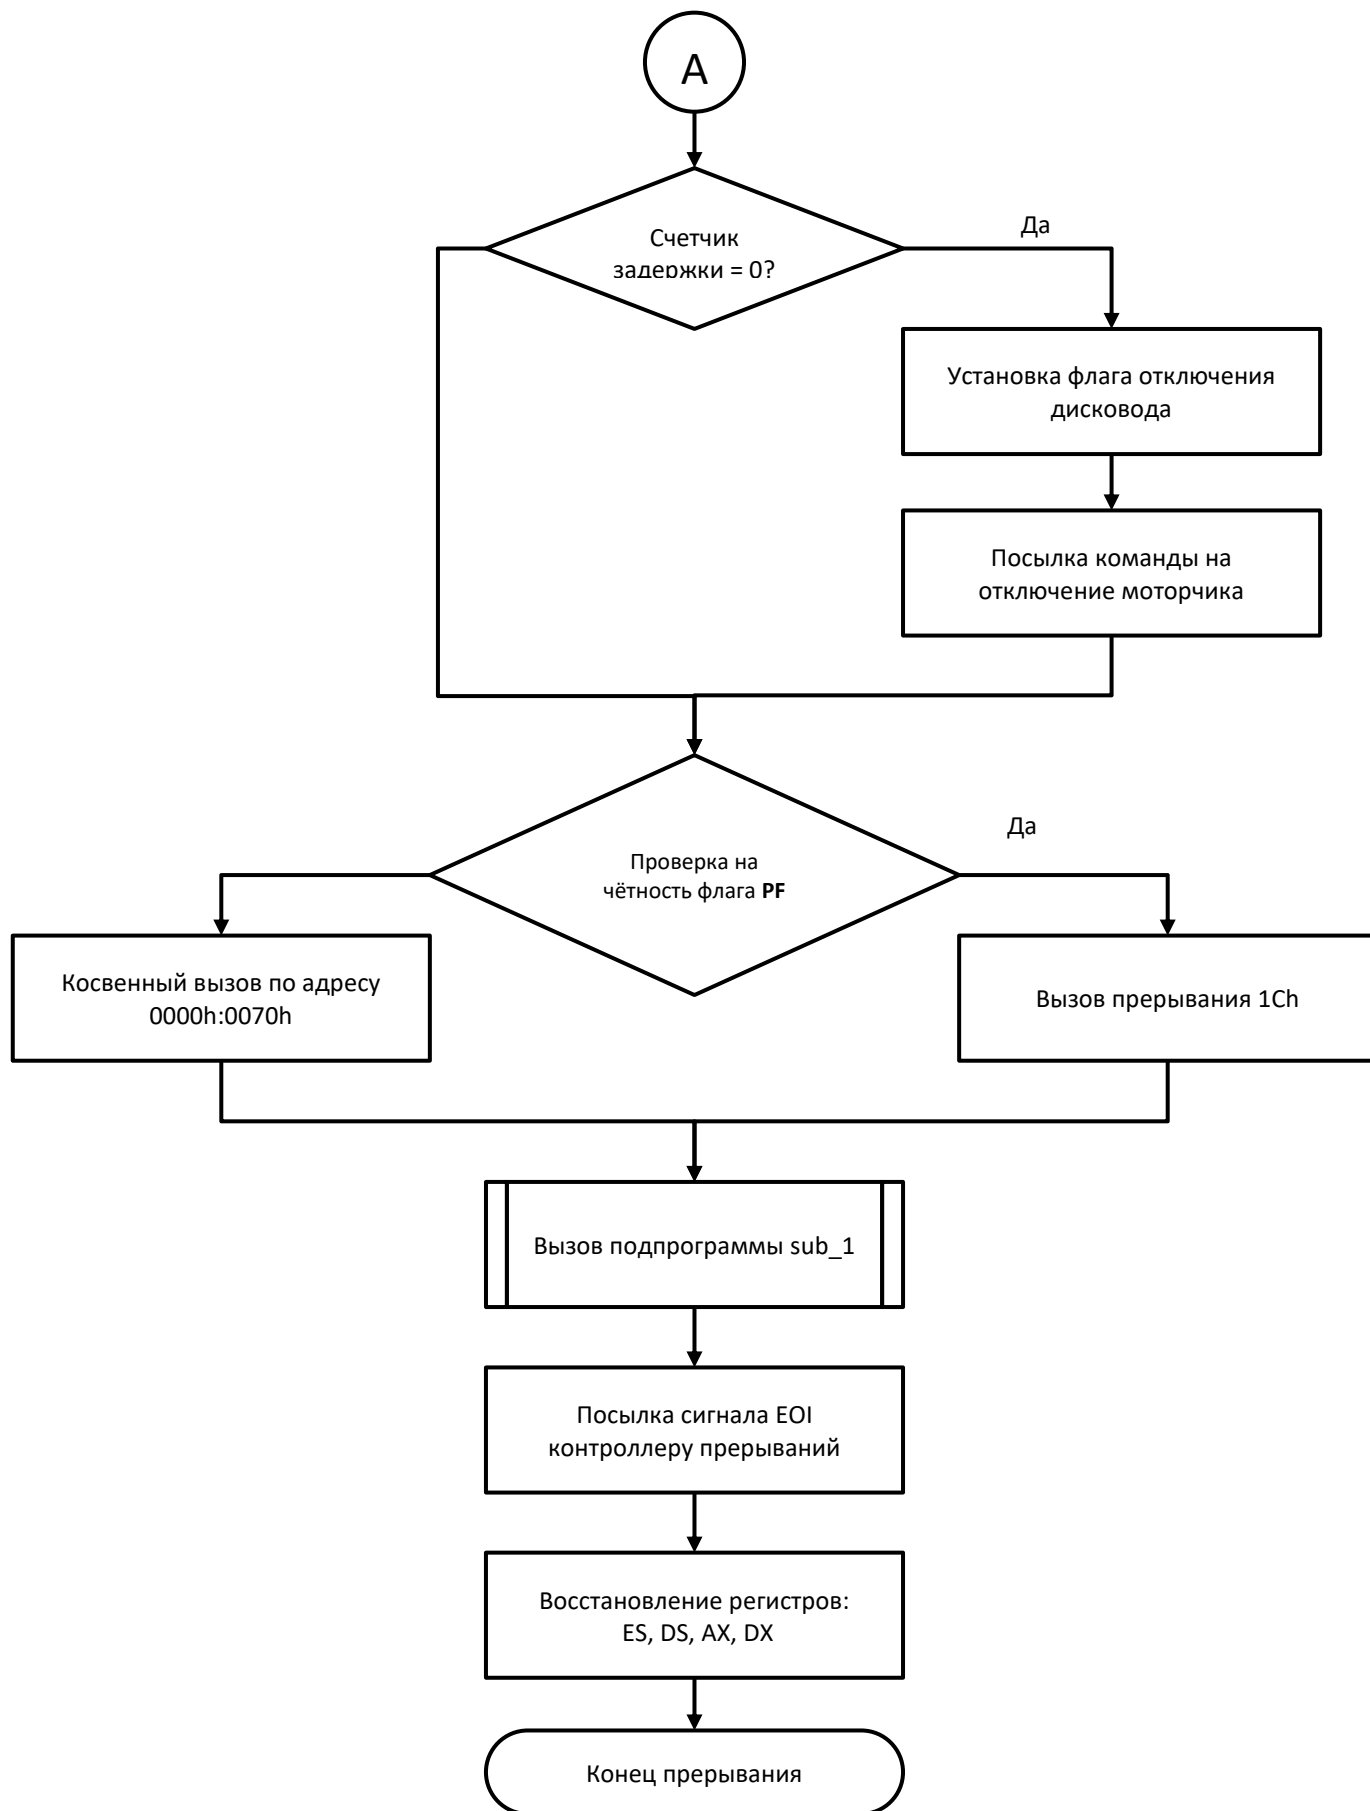 А
Счетчик
задержки = 0?
Да
Установка флага отключения
дисковода
Посылка команды на
отключение моторчика
Проверка на
чётность флага PF
Да
Косвенный вызов по адресу
0000h:0070h
Вызов прерывания 1Ch
Вызов подпрограммы sub_1
Посылка сигнала EOI
контроллеру прерываний
Восстановление регистров:
ES, DS, AX, DX
Конец прерывания